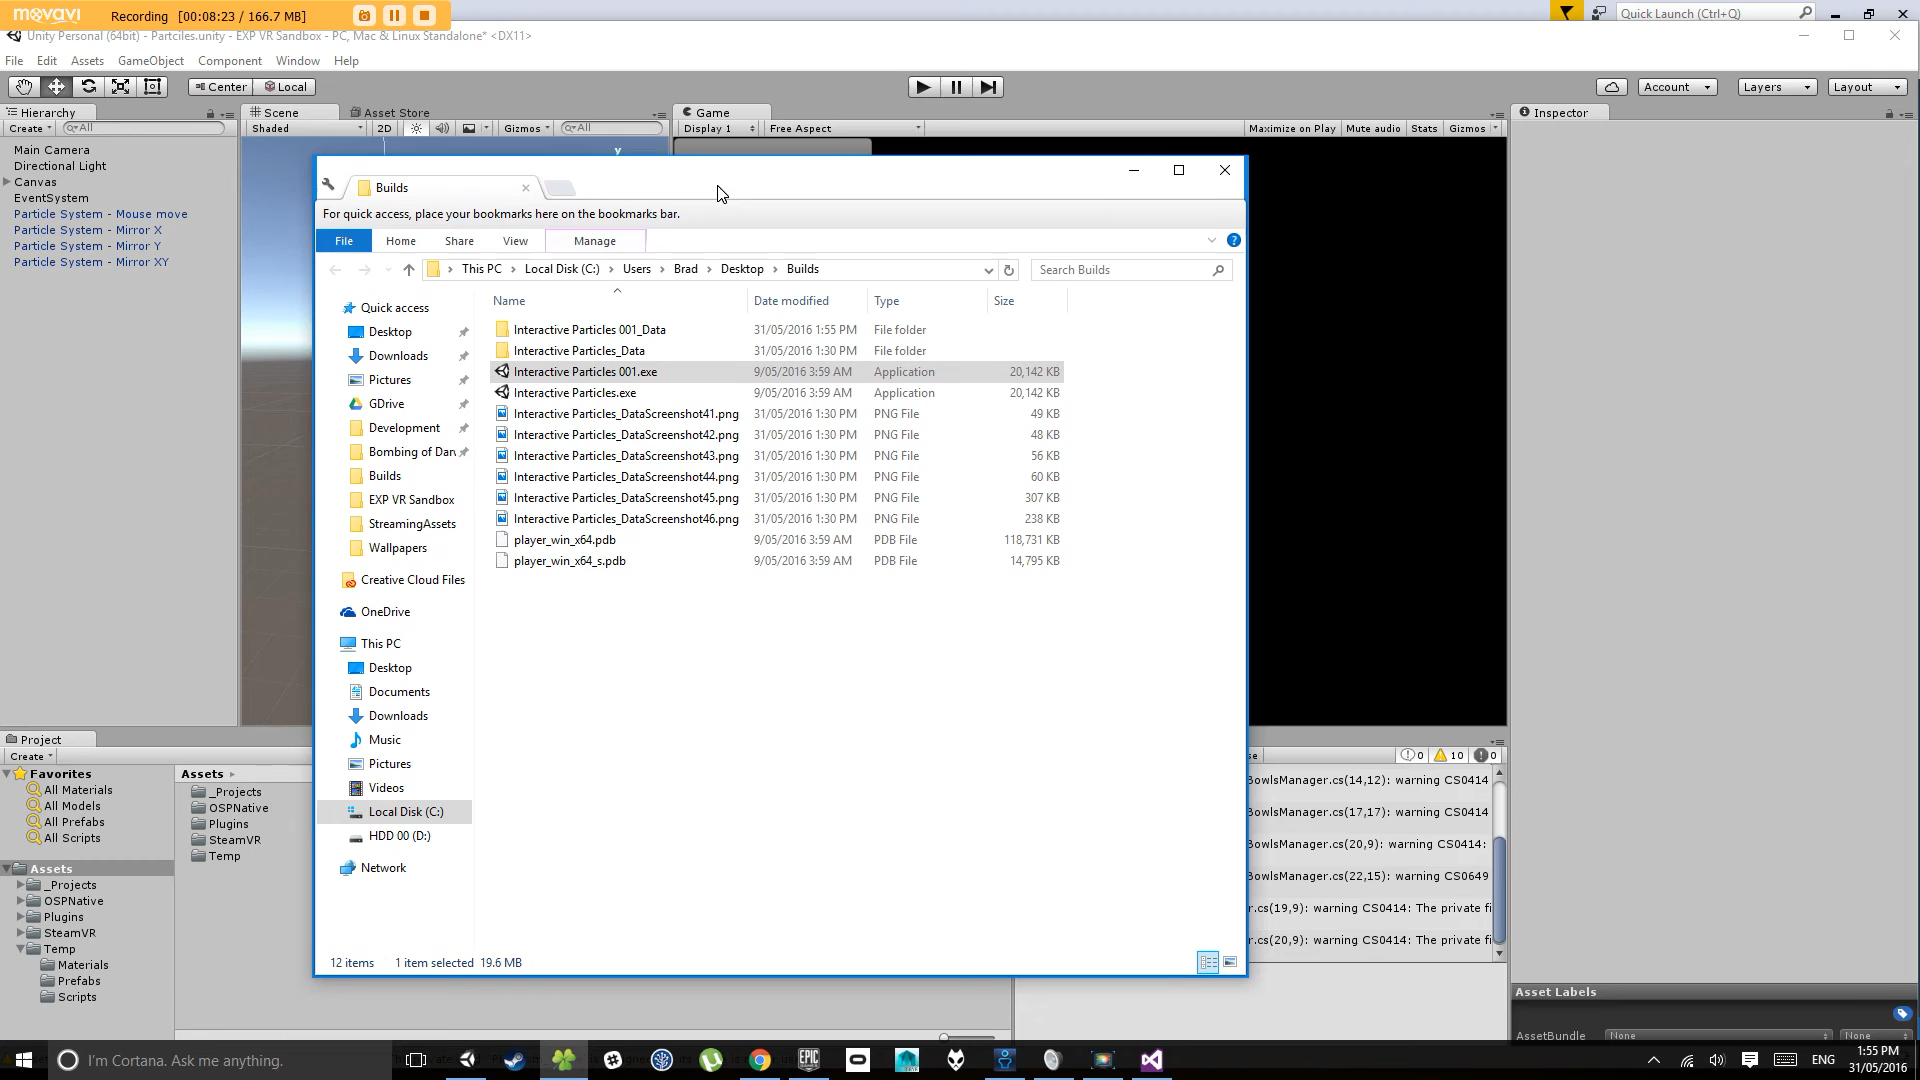 movavi
Recording [00:08:23 / 166.7 MB]
Quick Launch (Ctrl+Q)
Unity Personal (64bit) - Partciles.unity - EXP VR Sandbox - PC, Mac & Linux Standalone* <DX11>
File Edit Assets GameObject Component Window Help
Center Local Account Layers Layout
Hierarchy Scene Asset Store Game Inspector
Create All Shaded 2D Gizmos All Display 1 Free Aspect Maximize on Play Mute audio Stats Gizmos
Main Camera
Directional Light
Canvas
EventSystem
Particle System - Mouse move
Particle System - Mirror X
Particle System - Mirror Y
Particle System - Mirror XY
y
Builds
For quick access, place your bookmarks here on the bookmarks bar.
File Home Share View Manage
This PC > Local Disk (C:) > Users > Brad > Desktop > Builds Search Builds
Name Date modified Type Size
Interactive Particles 001_Data 31/05/2016 1:55 PM File folder
Interactive Particles_Data 31/05/2016 1:30 PM File folder
Interactive Particles 001.exe 9/05/2016 3:59 AM Application 20,142 KB
Interactive Particles.exe 9/05/2016 3:59 AM Application 20,142 KB
Interactive Particles_DataScreenshot41.png 31/05/2016 1:30 PM PNG File 49 KB
Interactive Particles_DataScreenshot42.png 31/05/2016 1:30 PM PNG File 48 KB
Interactive Particles_DataScreenshot43.png 31/05/2016 1:30 PM PNG File 56 KB
Interactive Particles_DataScreenshot44.png 31/05/2016 1:30 PM PNG File 60 KB
Interactive Particles_DataScreenshot45.png 31/05/2016 1:30 PM PNG File 307 KB
Interactive Particles_DataScreenshot46.png 31/05/2016 1:30 PM PNG File 238 KB
player_win_x64.pdb 9/05/2016 3:59 AM PDB File 118,731 KB
player_win_x64_s.pdb 9/05/2016 3:59 AM PDB File 14,795 KB
Quick access
Desktop
Downloads
Pictures
GDrive
Development
Bombing of Dar
Builds
EXP VR Sandbox
StreamingAssets
Wallpapers
Creative Cloud Files
OneDrive
This PC
Desktop
Documents
Downloads
Music
Pictures
Videos
Local Disk (C:)
HDD 00 (D:)
Network
12 items 1 item selected 19.6 MB
Project
Create
Favorites
All Materials
All Models
All Prefabs
All Scripts
Assets
_Projects
OSPNative
Plugins
SteamVR
Temp
Materials
Prefabs
Scripts
Assets
_Projects
OSPNative
Plugins
SteamVR
Temp
se 0 10 0
BowlsManager.cs(14,12): warning CS0414
BowlsManager.cs(17,17): warning CS0414
BowlsManager.cs(20,9): warning CS0414:
BowlsManager.cs(22,15): warning CS0649
r.cs(19,9): warning CS0414: The private fi
r.cs(20,9): warning CS0414: The private fi
Asset Labels
AssetBundle None None
I'm Cortana. Ask me anything.
EPIC
ENG
1:55 PM
31/05/2016